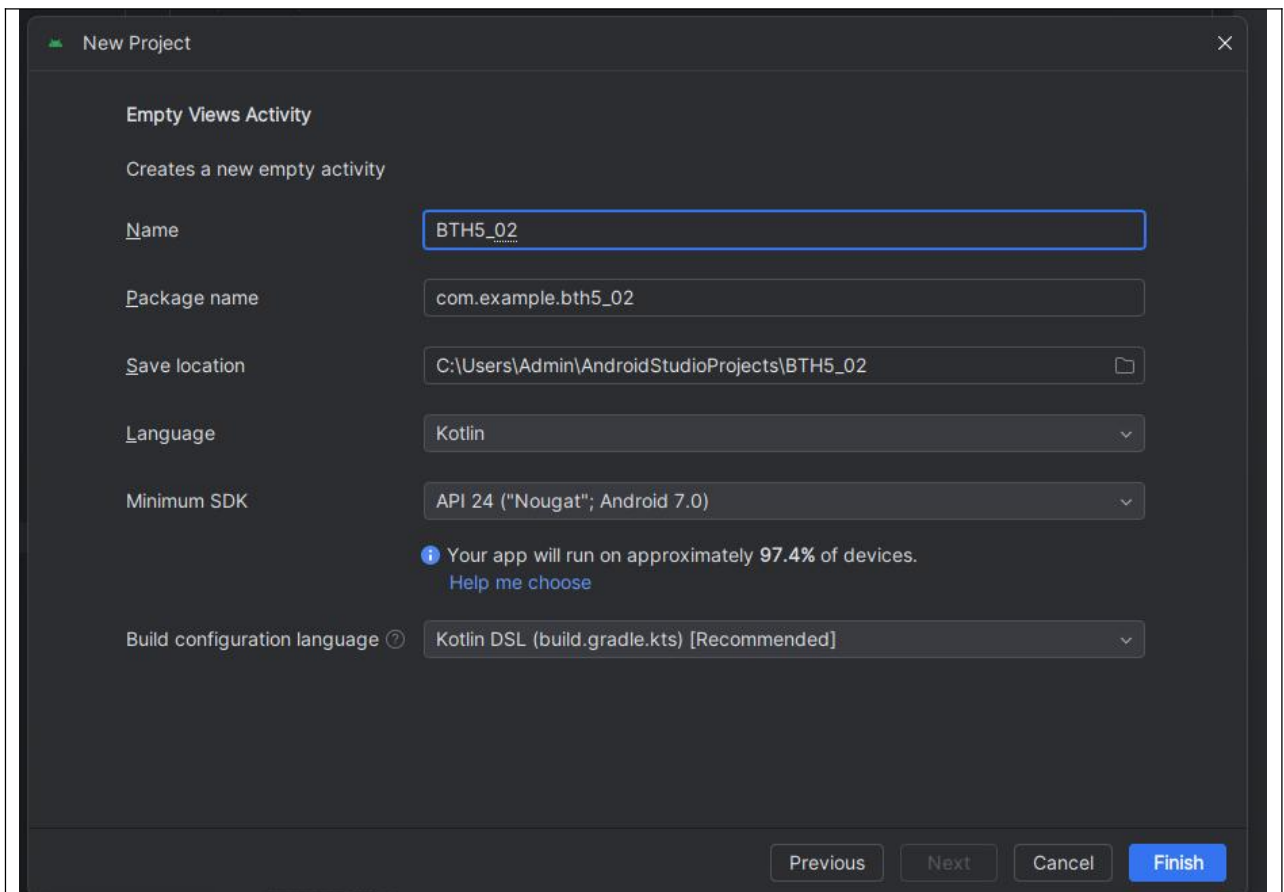 New Project
Empty Views Activity
Creates a new empty activity
Name BTH5_02
Package name com.example.bth5_02
Save location C:\Users\Admin\AndroidStudioProjects\BTH5_02
Language Kotlin
Minimum SDK API 24 ("Nougat"; Android 7.0)
Your app will run on approximately 97.4% of devices.
Help me choose
Build configuration language Kotlin DSL (build.gradle.kts) [Recommended]
Previous Next Cancel Finish